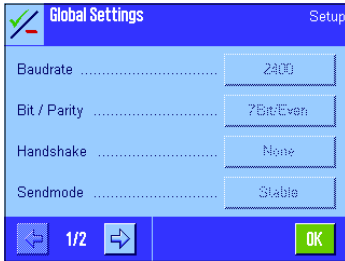 Global Settings Setup
Baudrate ................................ 2400
Bit / Parity ................................ 7Bit/Even
Handshake ........................... None
Sendmode ........................... Stable
1/2 OK